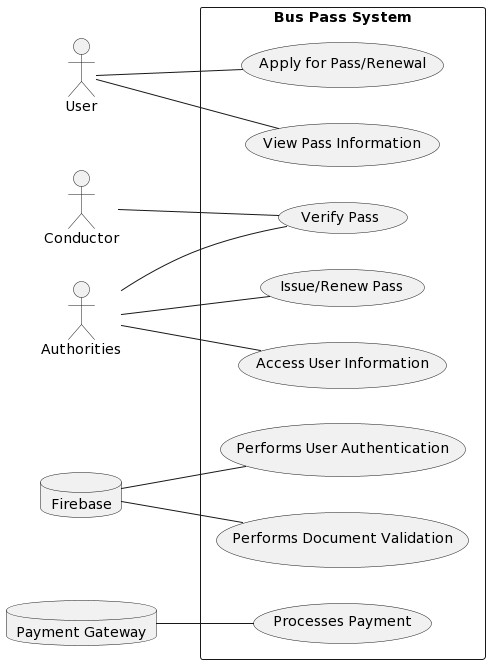 Bus Pass System
Apply for Pass/Renewal
User
View Pass Information
Verify Pass
Conductor
Issue/Renew Pass
Authorities
Access User Information
Performs User Authentication
Firebase
Performs Document Validation
Processes Payment
Payment Gateway